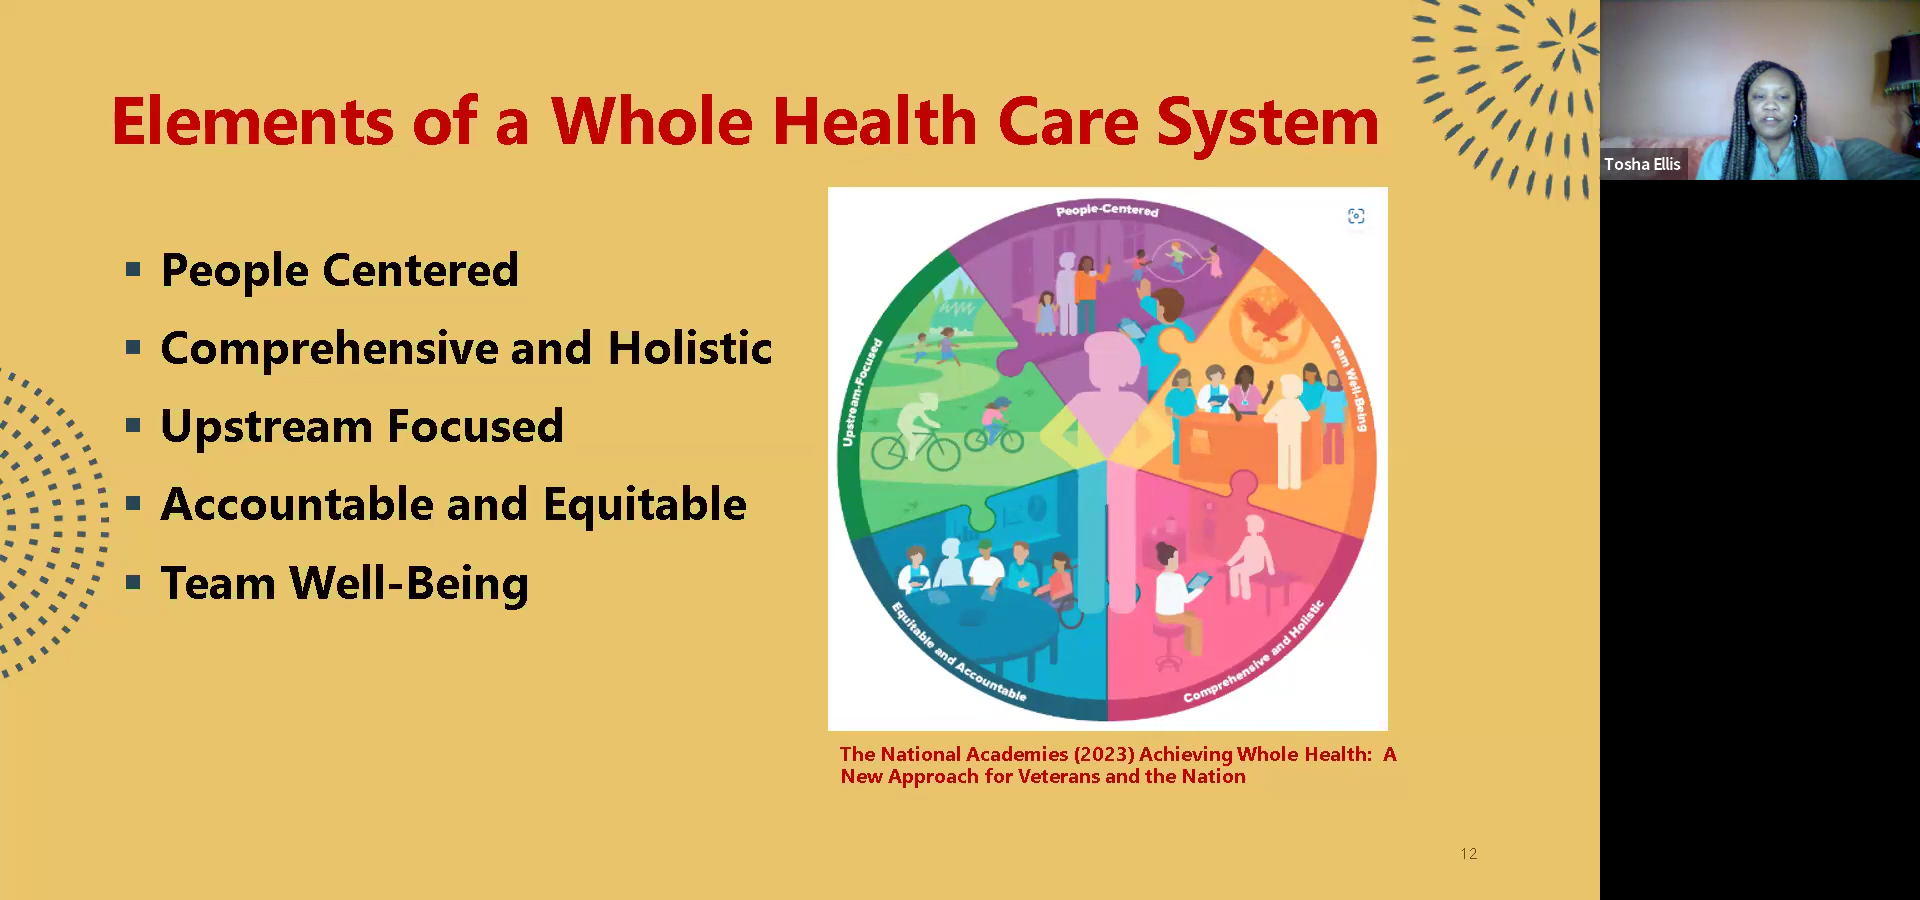 Elements of a Whole Health Care System
Tosha Ellis
People Centered
Comprehensive and Holistic
Upstream Focused
Accountable and Equitable
Team Well-Being
People-Centered
Team Well-Being
Upstream-Focused
Equitable and Accountable
Comprehensive and Holistic
The National Academies (2023) Achieving Whole Health: A
New Approach for Veterans and the Nation
12